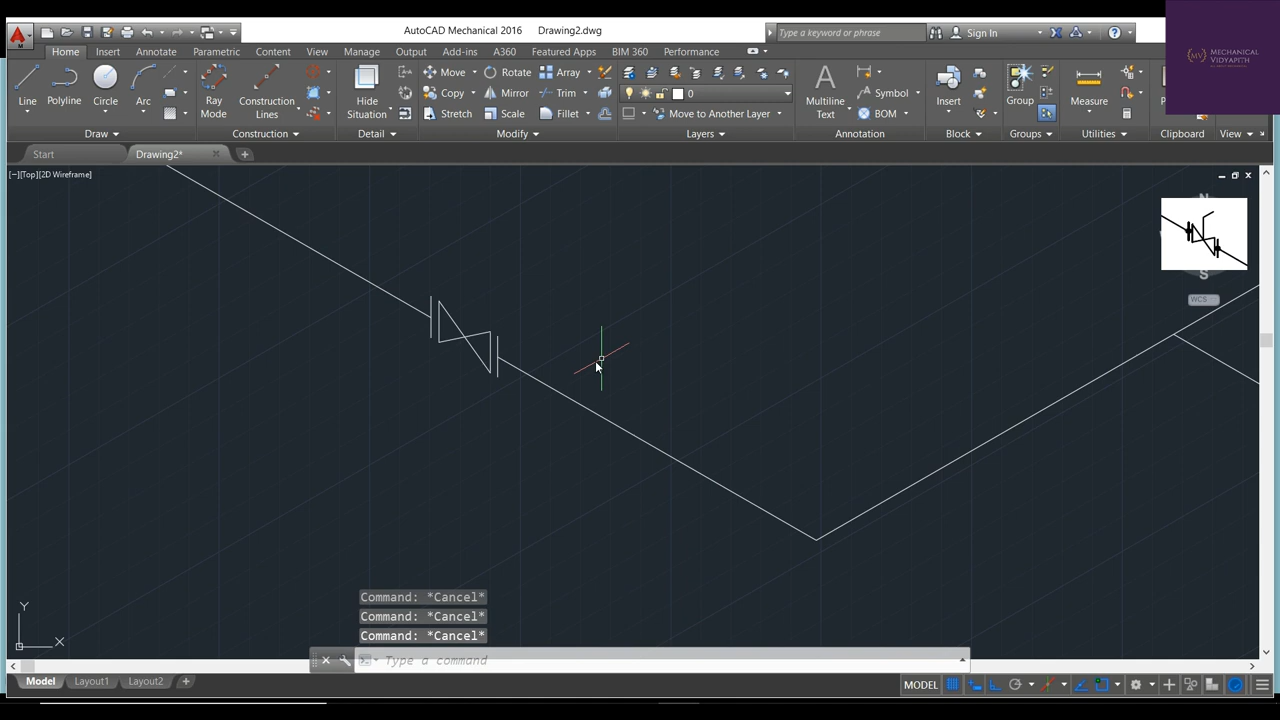 AutoCAD Mechanical 2016 Drawing2.dwg
Type a keyword or phrase
Sign In
MECHANICAL
VIDYAPITH
MV
Home Insert Annotate Parametric Content View Manage Output Add-ins A360 Featured Apps BIM 360 Performance
Line Polyline Circle Arc
Ray Mode
Construction Lines
Hide Situation
Move Rotate Array
Copy Mirror Trim
Stretch Scale Fillet
0
Move to Another Layer
Multiline Text
Symbol
BOM
Insert
Group
Measure
Draw Construction Detail Modify Layers Annotation Block Groups Utilities Clipboard View
Start Drawing2*
[−][Top][2D Wireframe]
S
WCS
Y
X
Command: *Cancel*
Command: *Cancel*
Command: *Cancel*
Type a command
Model Layout1 Layout2
MODEL